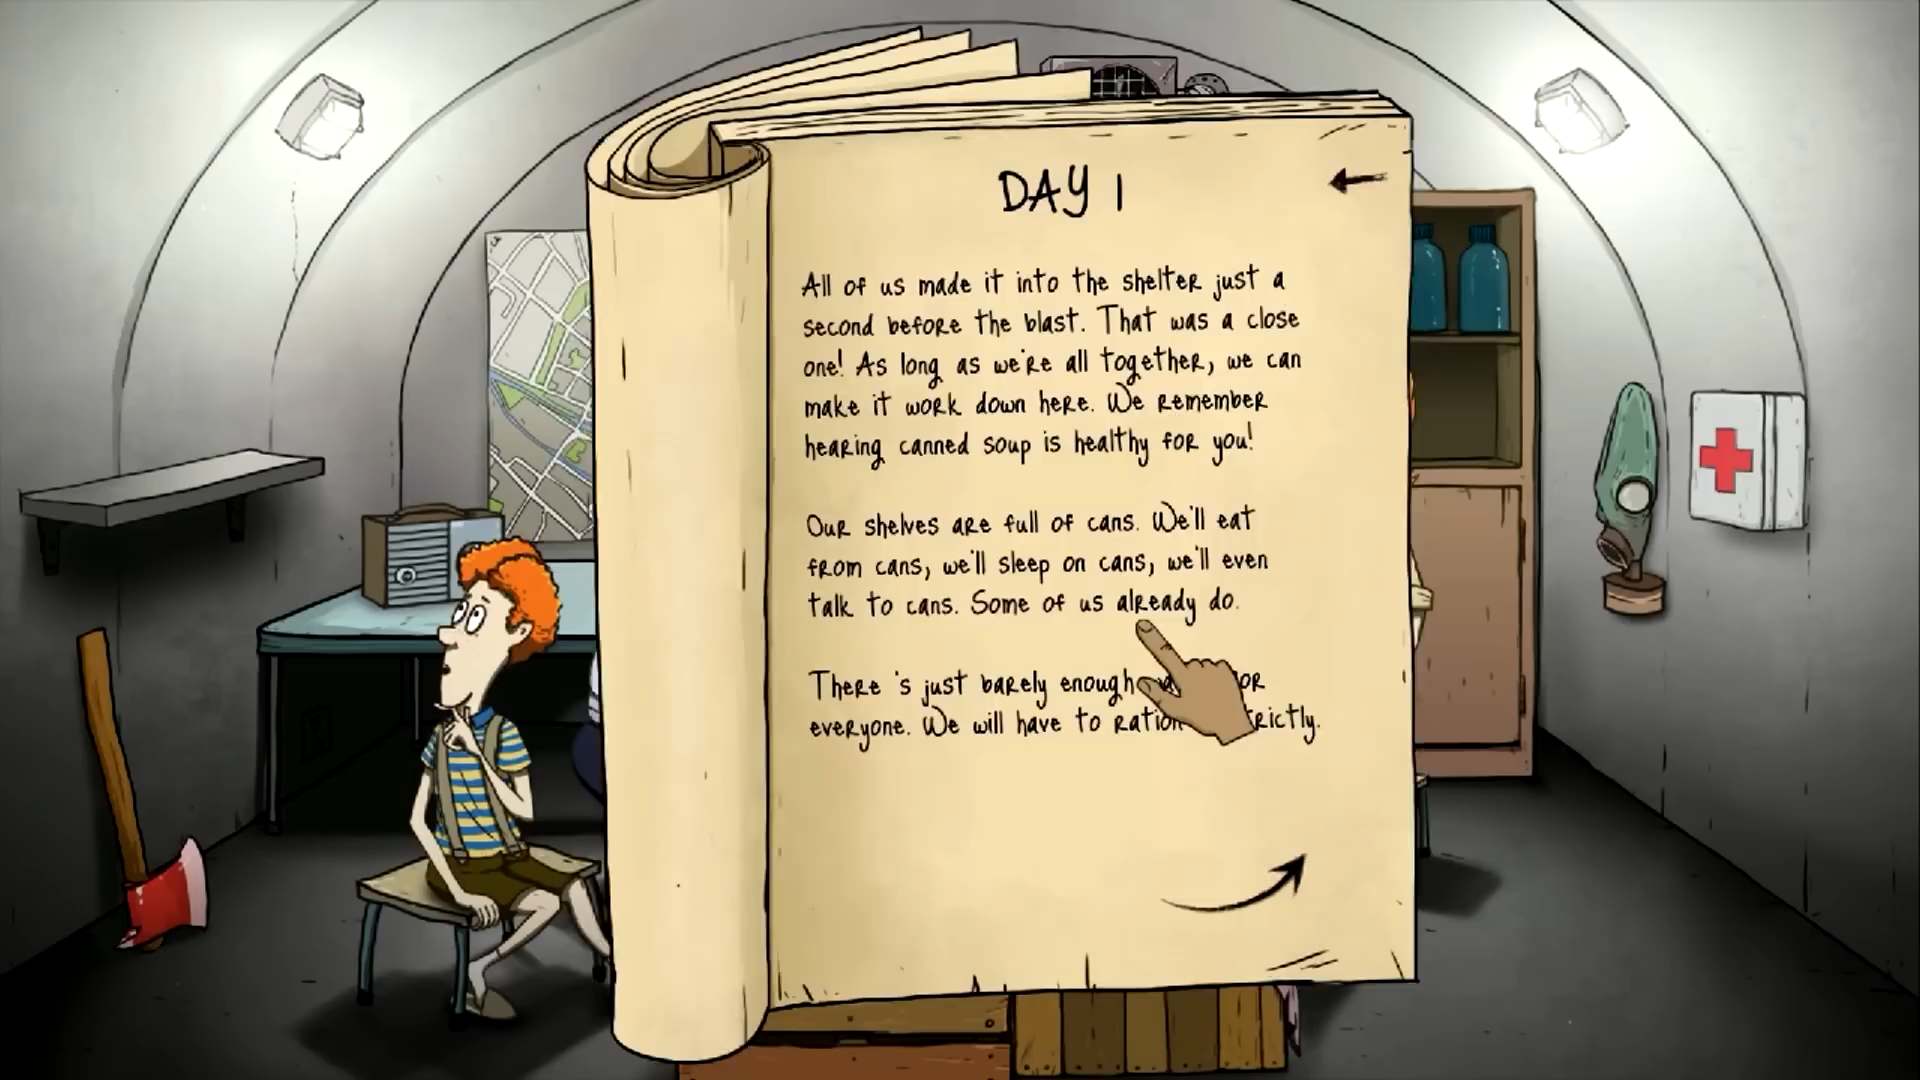 DAY 1
All of us made it into the shelter just a
second before the blast. That was a close
one! As long as we're all together, we can
make it work down here. We remember
hearing canned soup is healthy for you!
Our shelves are full of cans. We'll eat
from cans, we'll sleep on cans, we'll even
talk to cans. Some of us already do.
There 's just barely enough
everyone. We will have to